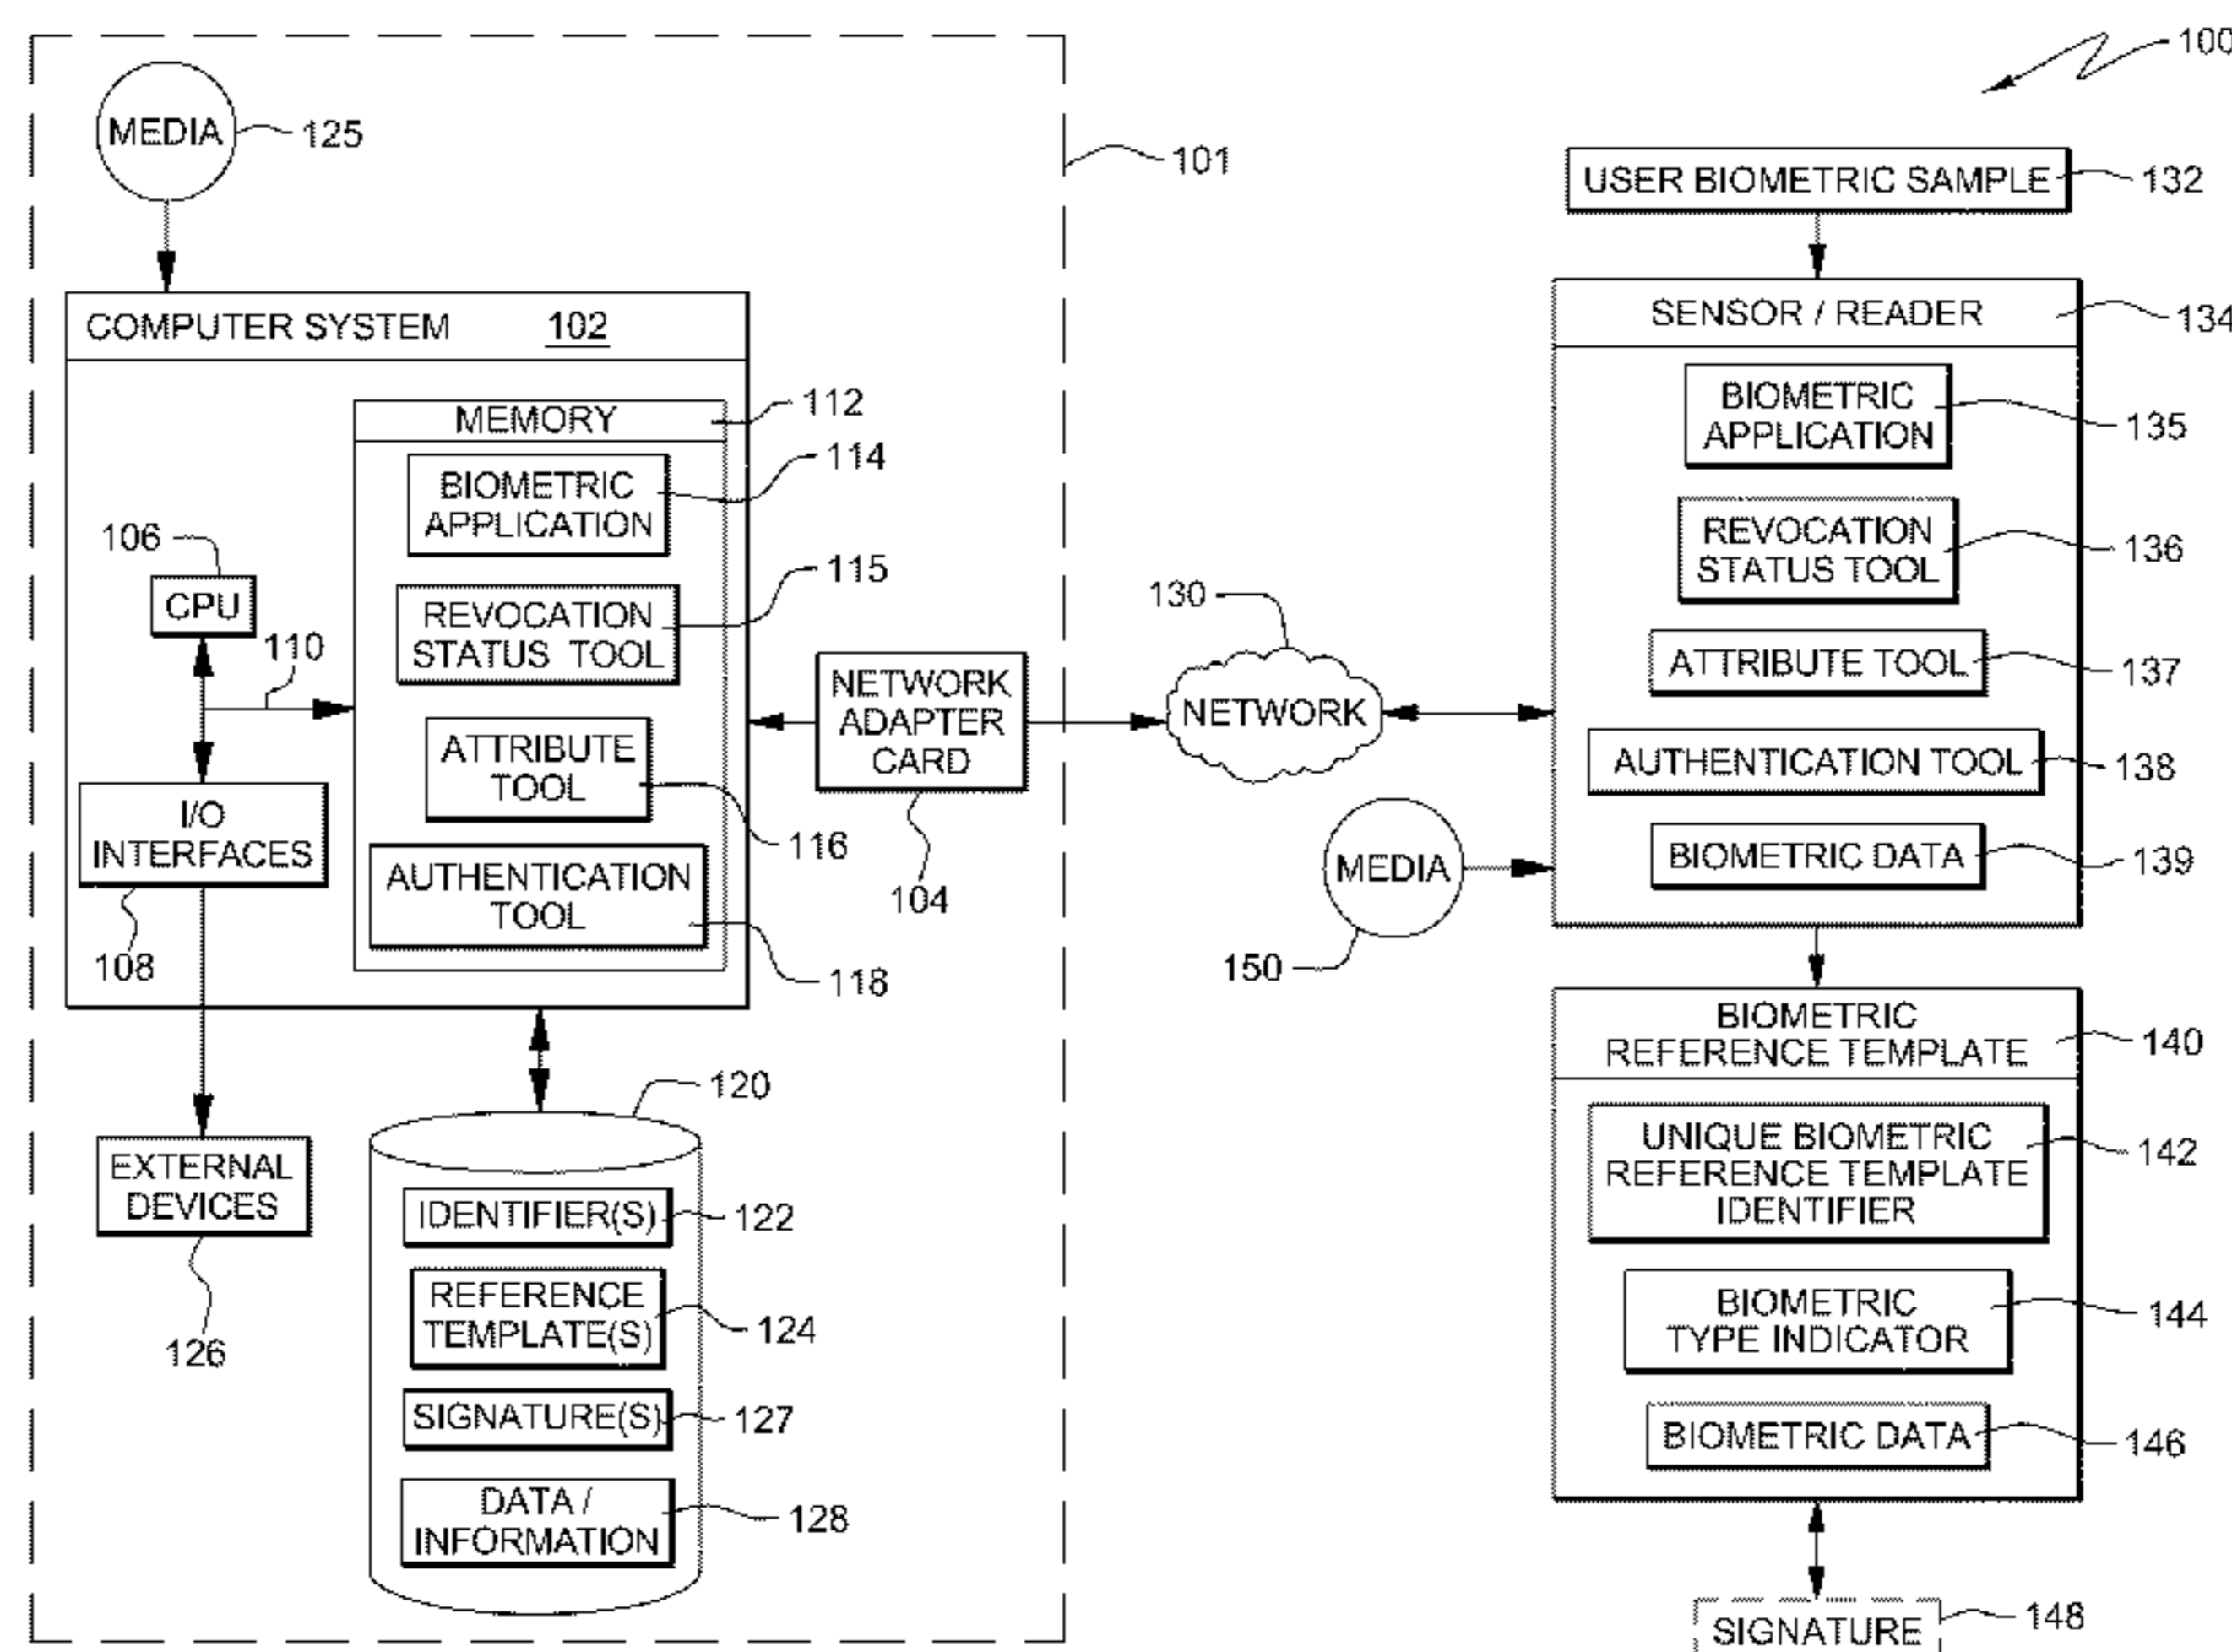 100
MEDIA
125
101
COMPUTER SYSTEM 102
MEMORY
112
BIOMETRIC
APPLICATION
114
REVOCATION
STATUS TOOL
115
ATTRIBUTE
TOOL
116
AUTHENTICATION
TOOL
118
106
CPU
110
I/O
INTERFACES
108
EXTERNAL
DEVICES
126
120
IDENTIFIER(S)
122
REFERENCE
TEMPLATE(S)
124
SIGNATURE(S)
127
DATA /
INFORMATION
128
NETWORK
ADAPTER
CARD
104
130
NETWORK
MEDIA
150
USER BIOMETRIC SAMPLE
132
SENSOR / READER
134
BIOMETRIC
APPLICATION
135
REVOCATION
STATUS TOOL
136
ATTRIBUTE TOOL
137
AUTHENTICATION TOOL
138
BIOMETRIC DATA
139
BIOMETRIC
REFERENCE TEMPLATE
140
UNIQUE BIOMETRIC
REFERENCE TEMPLATE
IDENTIFIER
142
BIOMETRIC
TYPE INDICATOR
144
BIOMETRIC DATA
146
SIGNATURE
148